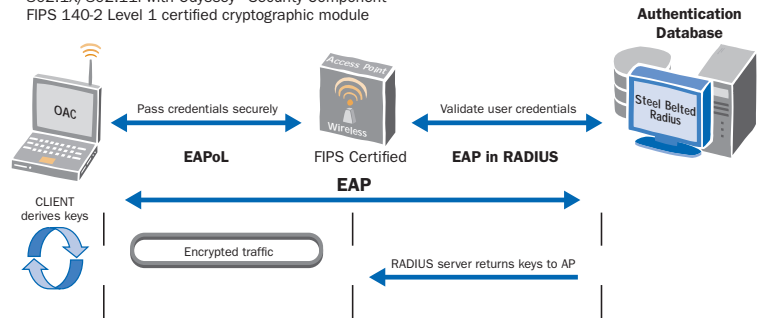 FIPS 140-2 Level 1 certified cryptographic module
Authentication
Database
Access Point
OAC
Pass credentials securely
Validate user credentials
Steel Belted
Radius
Wireless
EAPoL
FIPS Certified
EAP in RADIUS
EAP
CLIENT
derives keys
Encrypted traffic
RADIUS server returns keys to AP